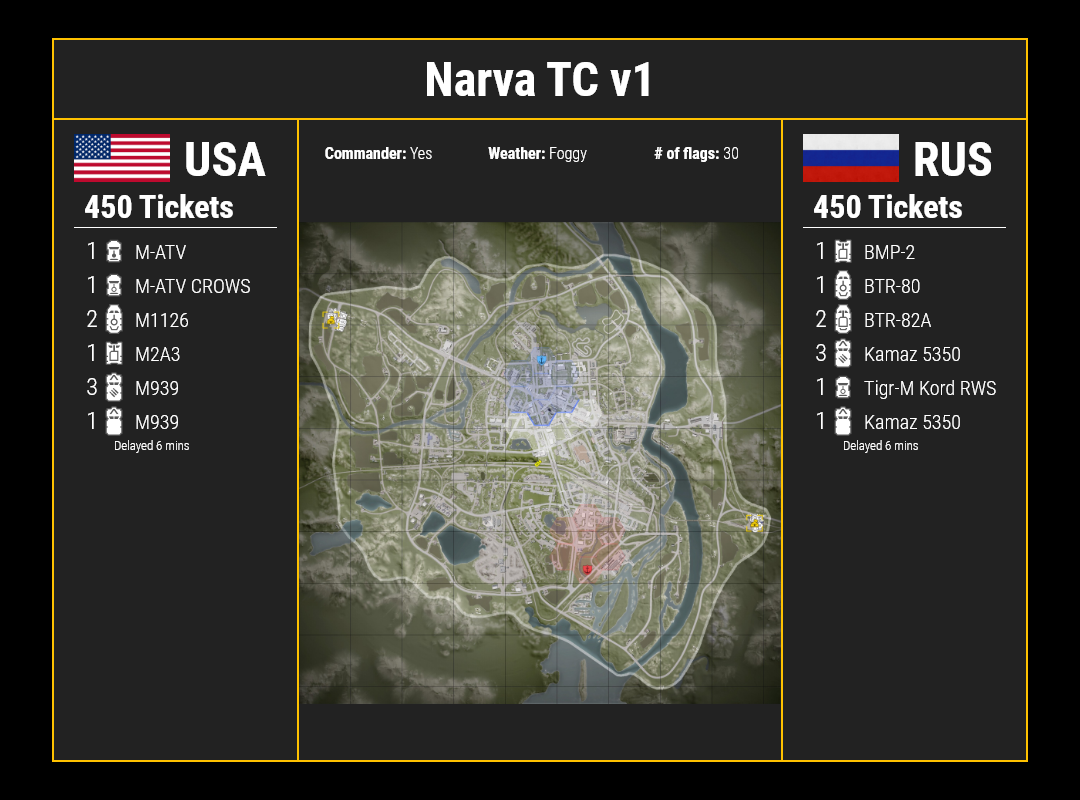 Narva TC v1
USA
450 Tickets
1 M-ATV
1 M-ATV CROWS
2 M1126
1 M2A3
3 M939
1 M939
Delayed 6 mins
Commander: Yes
Weather: Foggy
# of flags: 30
RUS
450 Tickets
1 BMP-2
1 BTR-80
2 BTR-82A
3 Kamaz 5350
1 Tigr-M Kord RWS
1 Kamaz 5350
Delayed 6 mins